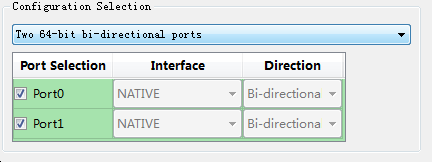 Configuration Selection
Two 64-bit bi-directional ports
Port Selection Interface Direction
Port0 NATIVE Bi-directiona
Port1 NATIVE Bi-directiona